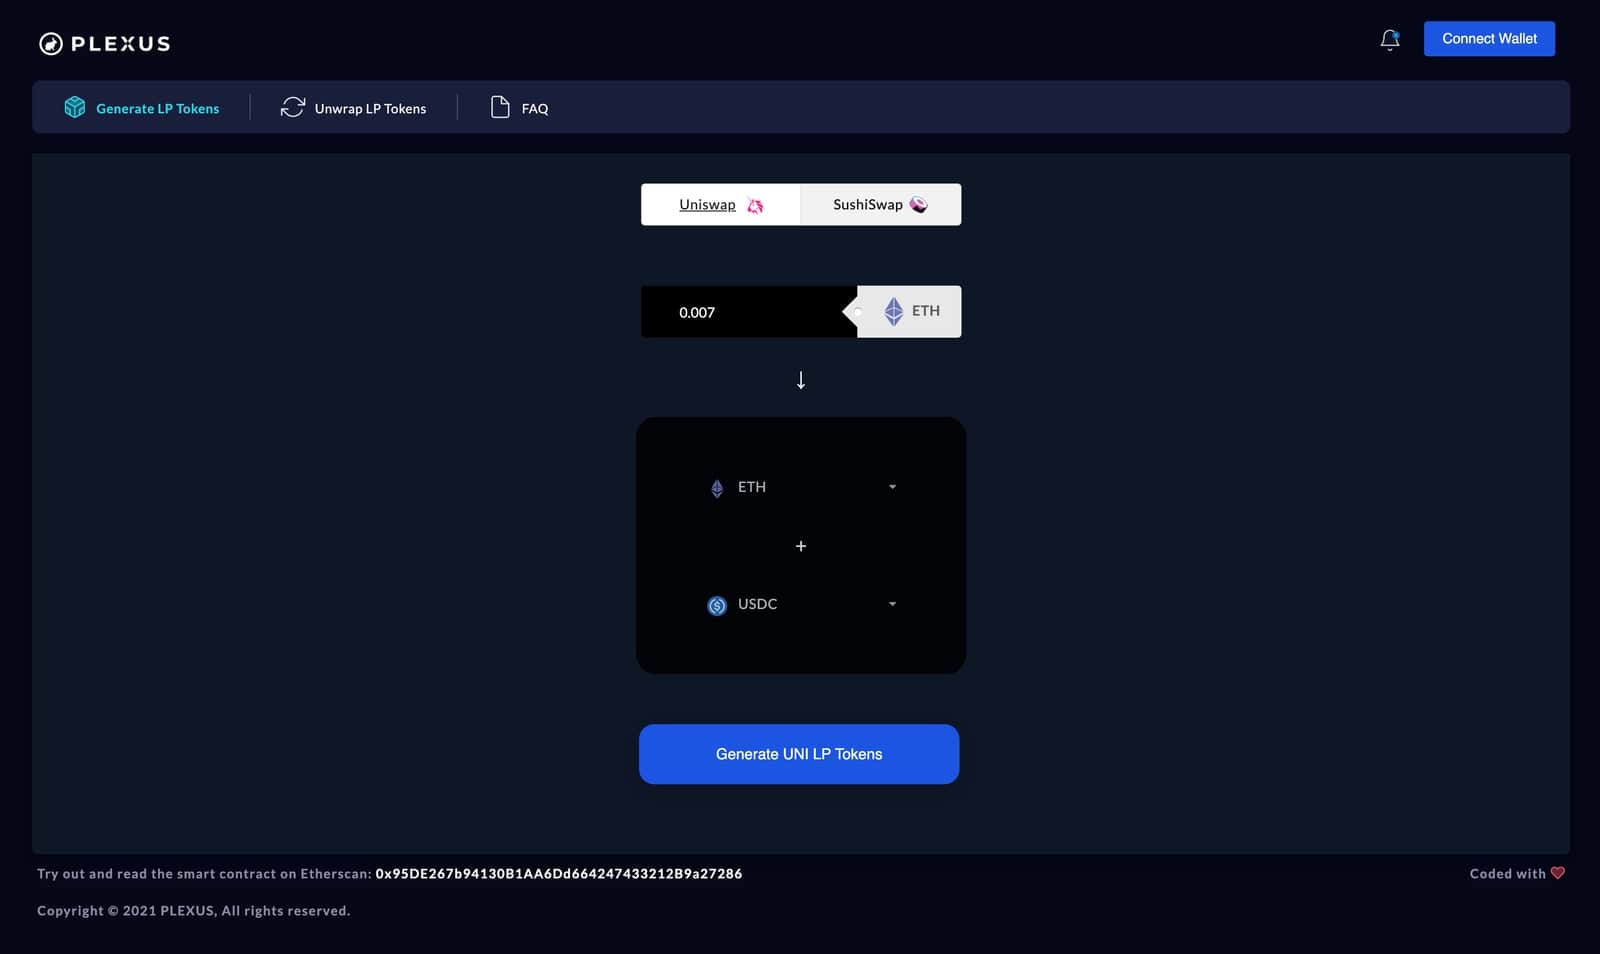 PLEXUS
Connect Wallet
Generate LP Tokens
Unwrap LP Tokens
FAQ
Uniswap
SushiSwap
0.007
ETH
↓
ETH
+
USDC
Generate UNI LP Tokens
Try out and read the smart contract on Etherscan: 0x95DE267b94130B1AA6Dd664247433212B9a27286
Coded with
Copyright © 2021 PLEXUS, All rights reserved.